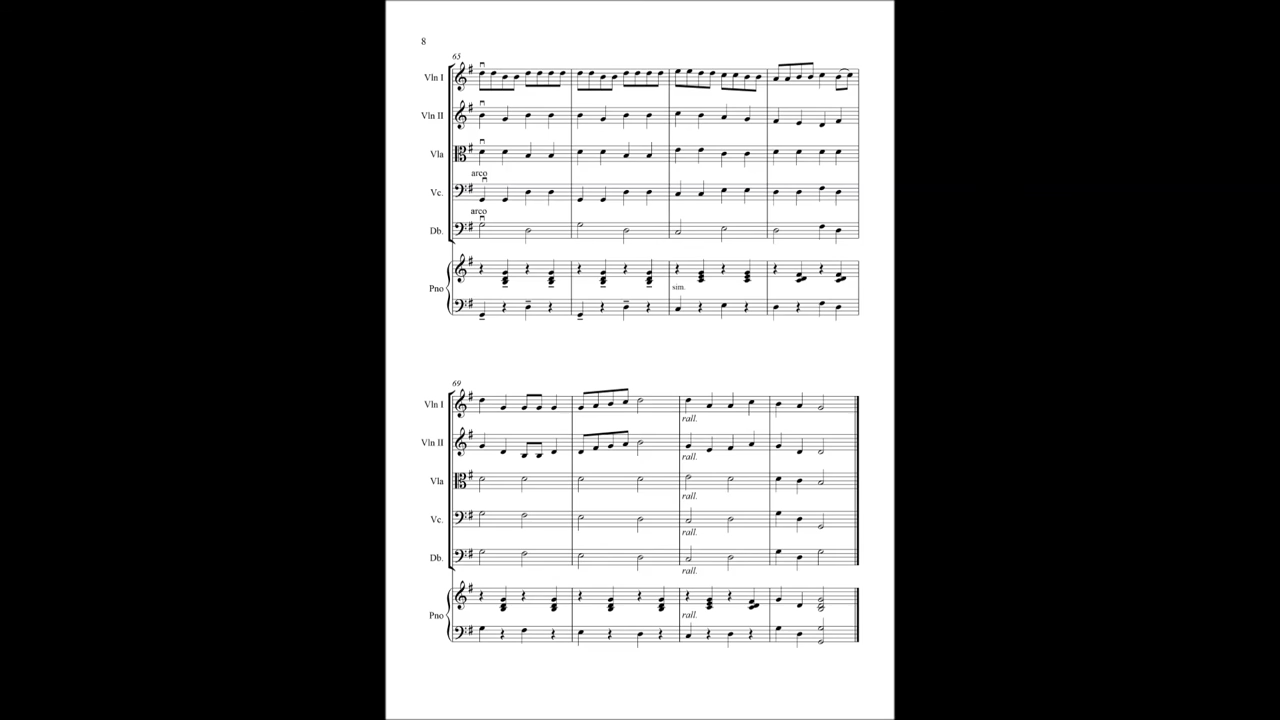 8
65
Vln I
Vln II
Vla
arco
Vc.
arco
Db.
Pno
sim.
69
Vln I
rall.
Vln II
rall.
Vla
rall.
Vc.
rall.
Db.
rall.
Pno
rall.